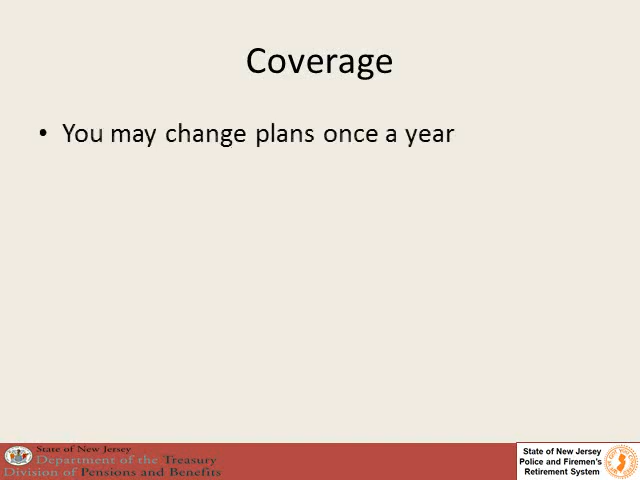 Coverage
• You may change plans once a year
State of New Jersey
Department of the Treasury
Division of Pensions and Benefits
State of New Jersey
Police and Firemen's
Retirement System